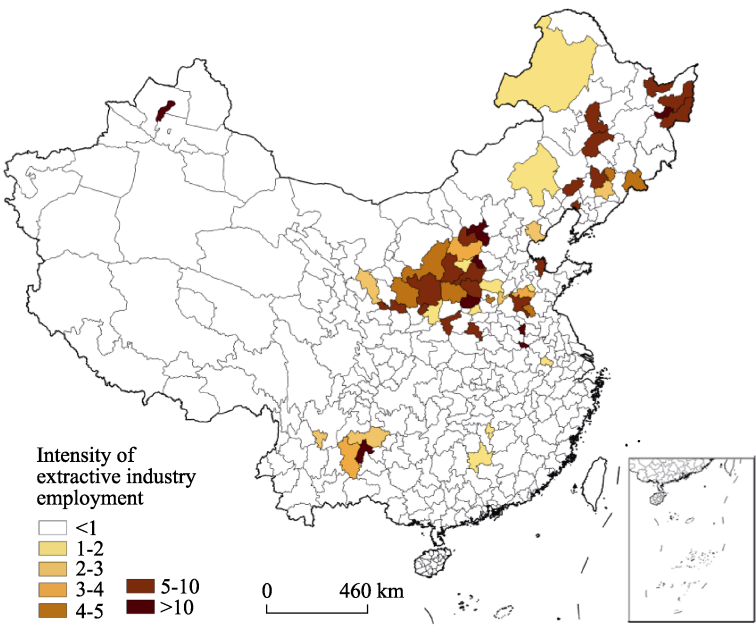 Intensity of
extractive industry
employment
<1
1-2
2-3
3-4
4-5
5-10
>10
0 460 km